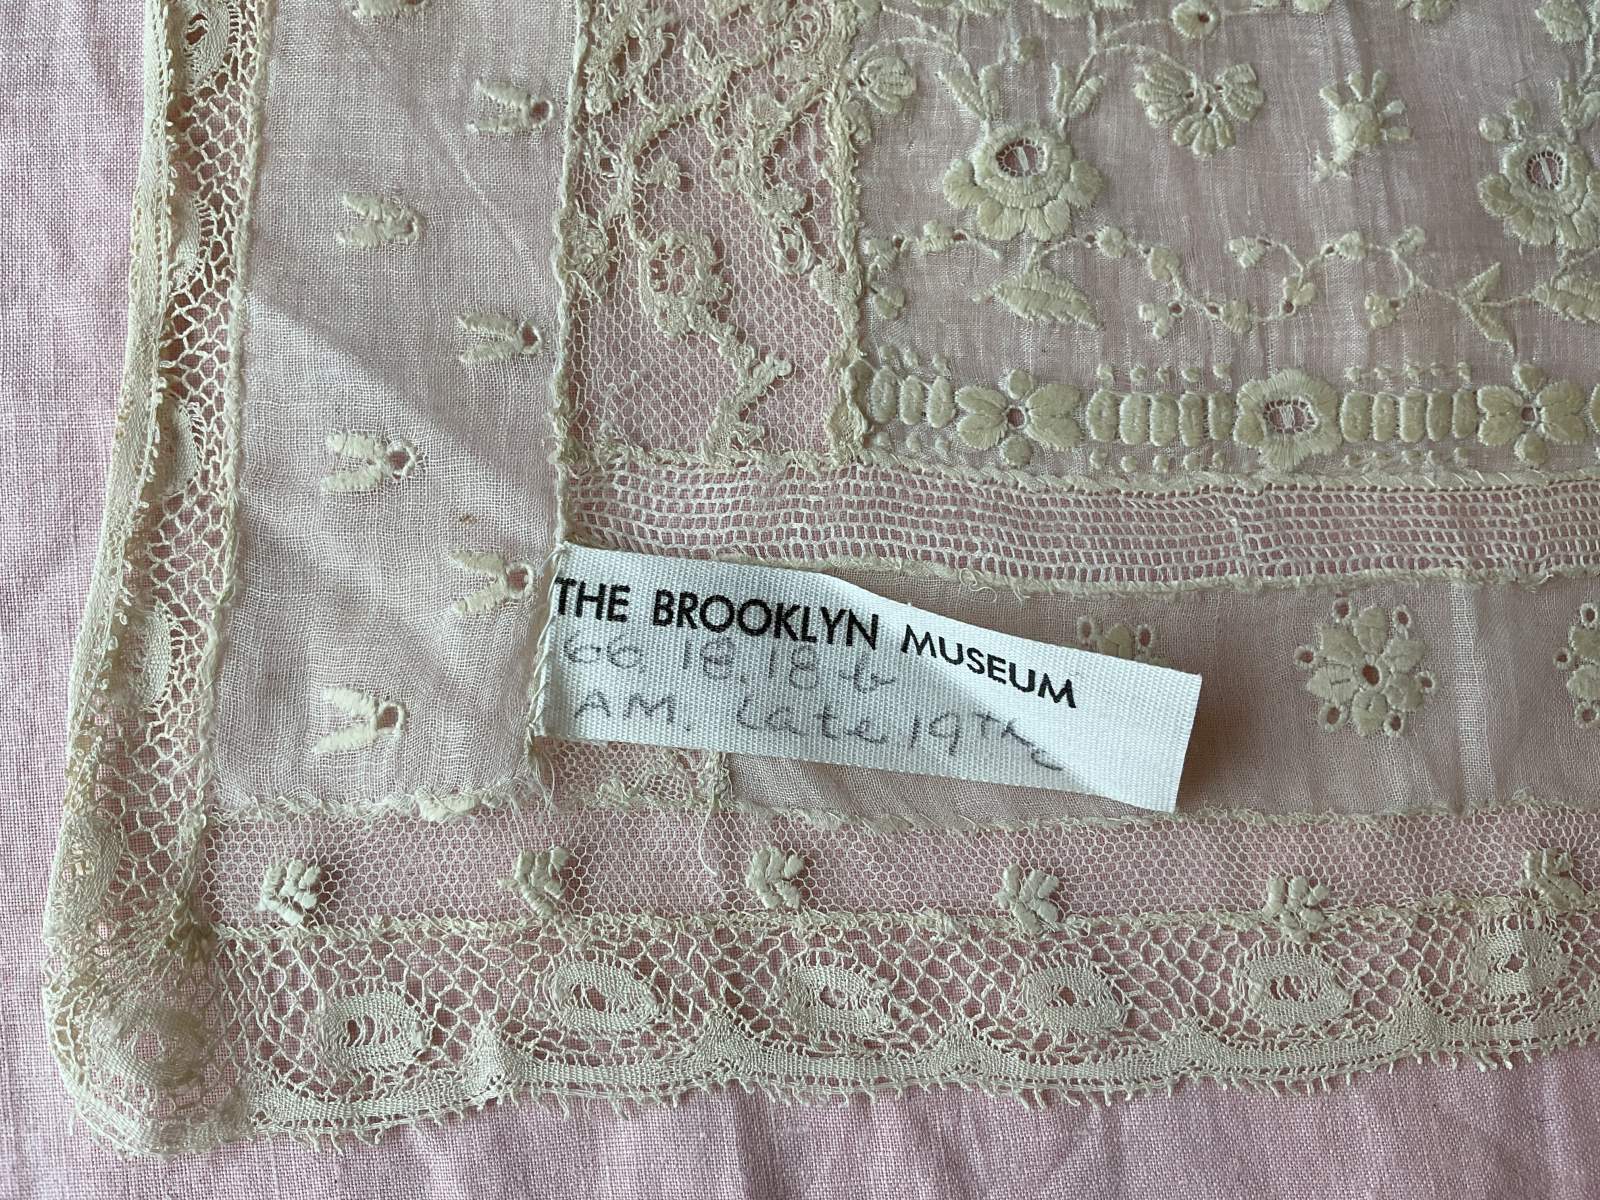 THE BROOKLYN MUSEUM
66.18.18b
AM. Late 19TH C